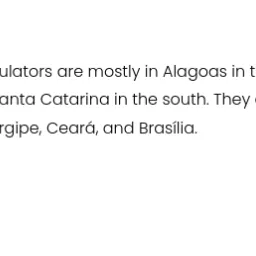 ulators are mostly in Alagoas in t
anta Catarina in the south. They
rgipe, Ceará, and Brasília.